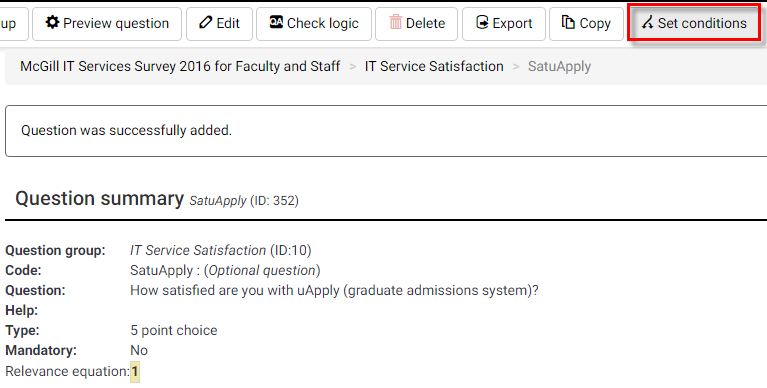 up Preview question Edit Check logic Delete Export Copy Set conditions
McGill IT Services Survey 2016 for Faculty and Staff > IT Service Satisfaction > SatuApply
Question was successfully added.
Question summary SatuApply (ID: 352)
Question group: IT Service Satisfaction (ID:10)
Code: SatuApply : (Optional question)
Question: How satisfied are you with uApply (graduate admissions system)?
Help:
Type: 5 point choice
Mandatory: No
Relevance equation:1